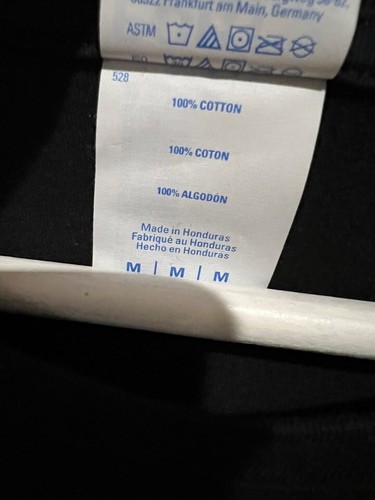 Frankfurt am Main, Germany
ASTM
528
100% COTTON
100% COTON
100% ALGODÓN
Made in Honduras
Fabriqué au Honduras
Hecho en Honduras
M | M | M